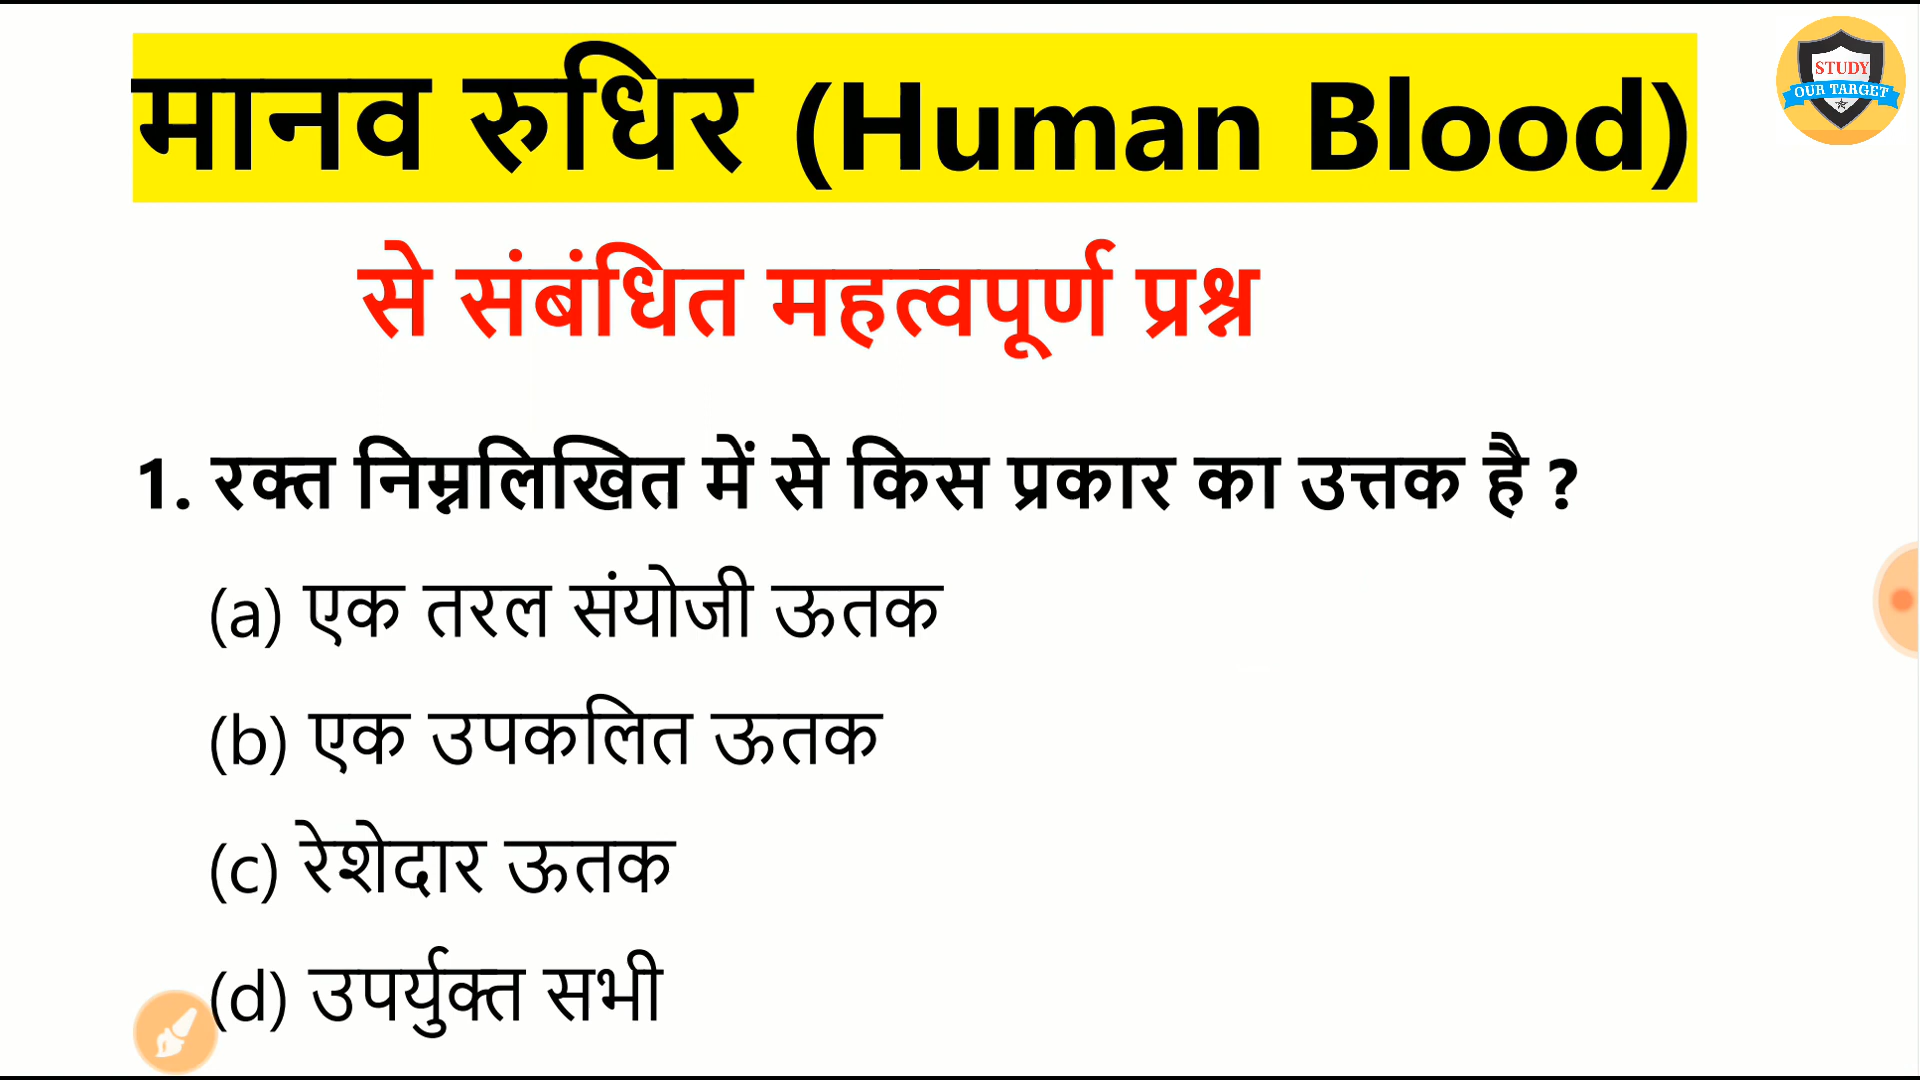 मानव रुधिर (Human Blood)
STUDY
OUR TARGET
से संबंधित महत्वपूर्ण प्रश्न
1. रक्त निम्नलिखित में से किस प्रकार का उत्तक है ?
(a) एक तरल संयोजी ऊतक
(b) एक उपकलित ऊतक
(c) रेशेदार ऊतक
(d) उपर्युक्त सभी